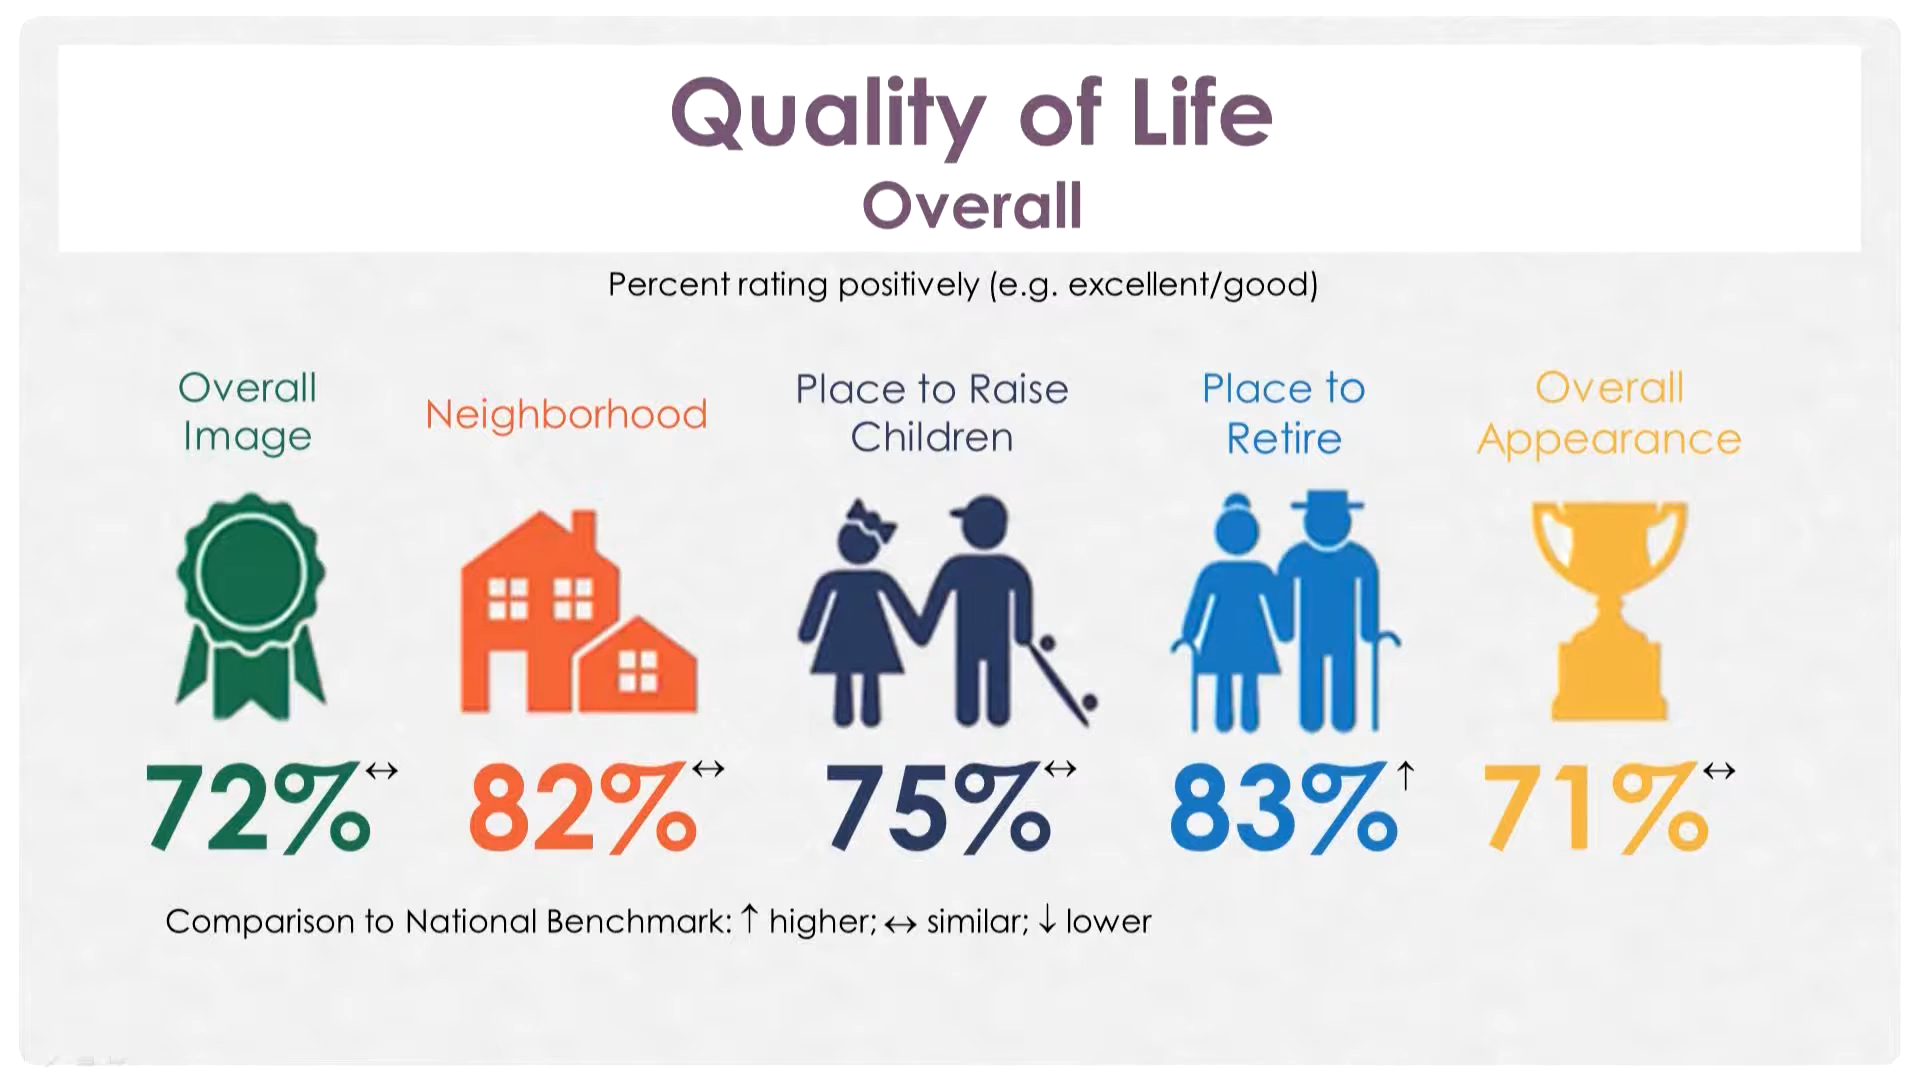 Quality of Life
Overall
Percent rating positively (e.g. excellent/good)
Overall
Image
Neighborhood
Place to Raise
Children
Place to
Retire
Overall
Appearance
72%↔
82%↔
75%↔
83%↑
71%↔
Comparison to National Benchmark: ↑ higher; ↔ similar; ↓ lower